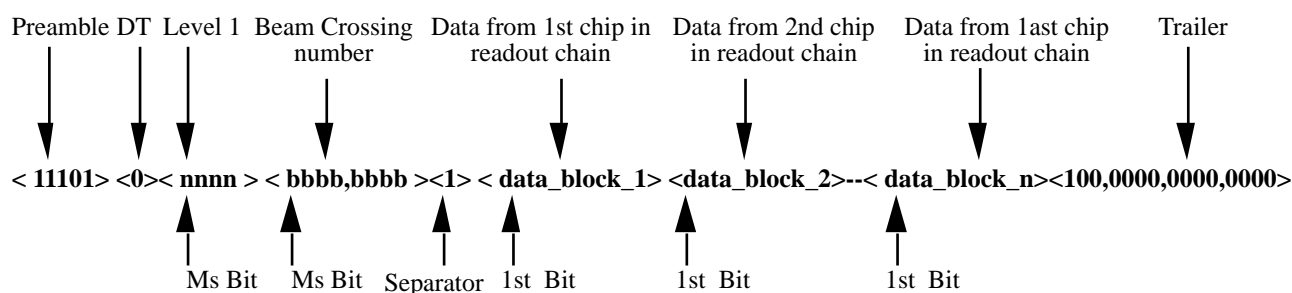 Preamble DT Level 1 Beam Crossing Data from 1st chip in Data from 2nd chip Data from 1ast chip Trailer
number readout chain in readout chain in readout chain
< 11101> <0>< nnnn > < bbbb,bbbb ><1> < data_block_1> <data_block_2>--< data_block_n><100,0000,0000,0000>
Ms Bit Ms Bit Separator 1st Bit 1st Bit 1st Bit